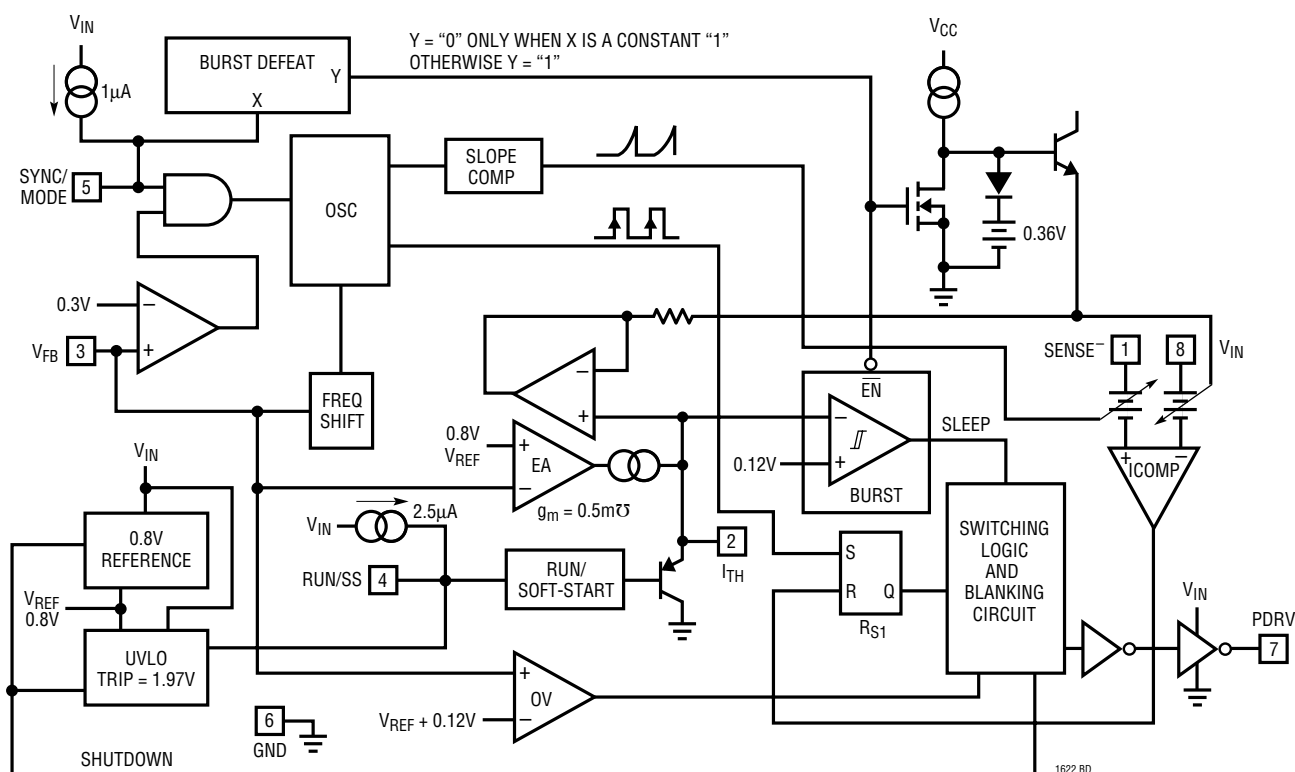 VIN
1µA
BURST DEFEAT
Y
X
Y = “0” ONLY WHEN X IS A CONSTANT “1”
OTHERWISE Y = “1”
VCC
SYNC/
MODE
5
OSC
SLOPE
COMP
0.36V
0.3V
−
+
VFB
3
FREQ
SHIFT
−
+
EN
−
+
0.12V
BURST
SLEEP
SENSE−
1
8
VIN
+
−
ICOMP
0.8V
VREF
+
−
EA
gm = 0.5m℧
VIN
0.8V
REFERENCE
VREF
0.8V
UVLO
TRIP = 1.97V
VIN
2.5µA
RUN/SS
4
RUN/
SOFT-START
2
ITH
S
R
Q
RS1
SWITCHING
LOGIC
AND
BLANKING
CIRCUIT
VIN
PDRV
7
+
−
OV
VREF + 0.12V
6
GND
SHUTDOWN
1622 BD